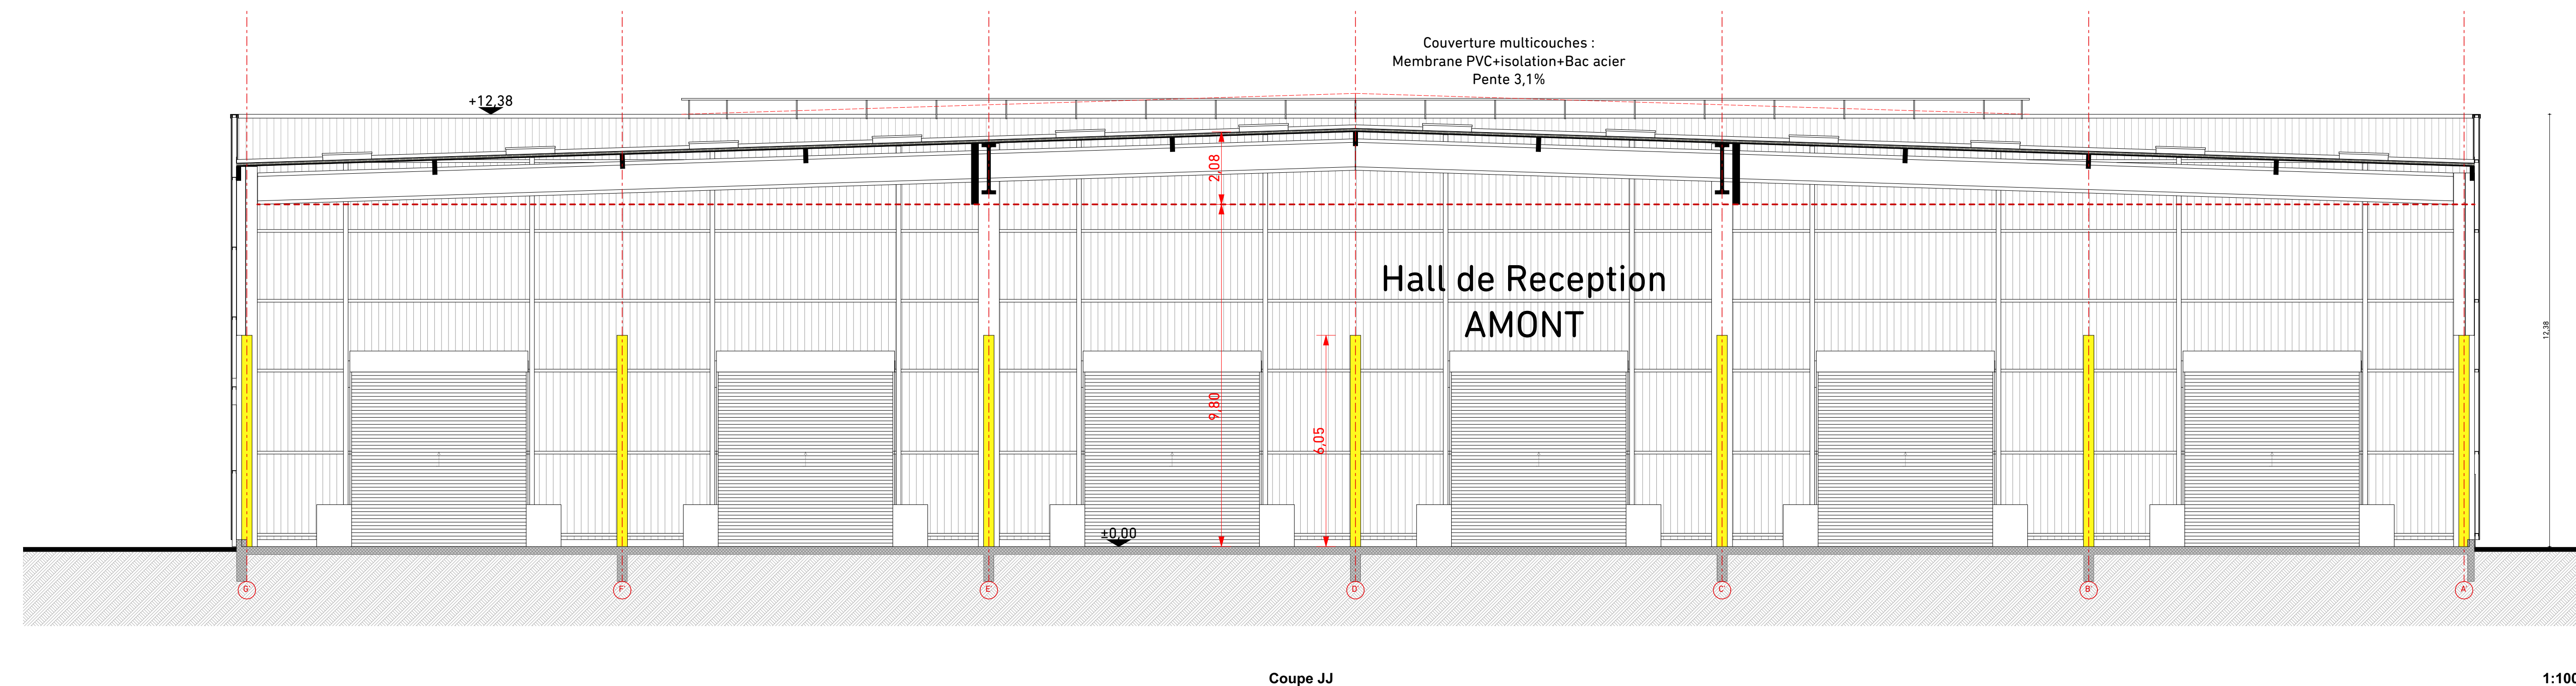 Couverture multicouches :
Membrane PVC+isolation+Bac acier
Pente 3,1%
+12,38
2,08
Hall de Reception
AMONT
12,38
9,80
6,05
±0,00
G' F' E' D' C' B' A'
Coupe JJ
1:100